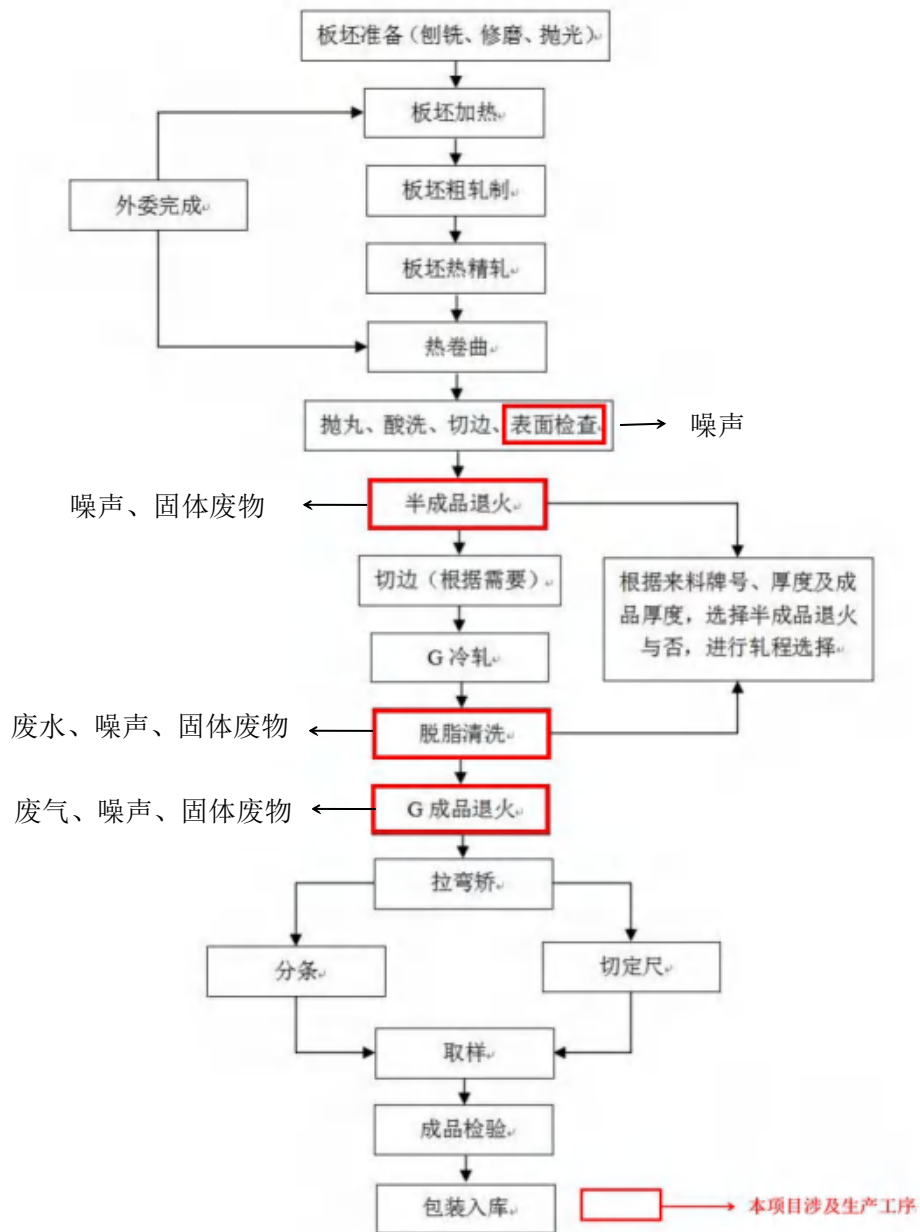 板坯准备(刨铣、修磨、抛光)
板坯加热
外委完成
板坯粗轧制
板坯热精轧
热卷曲
抛丸、酸洗、切边、表面检查
噪声
噪声、固体废物
半成品退火
切边（根据需要）
根据来料牌号、厚度及成
品厚度，选择半成品退火
与否，进行轧程选择
G 冷轧
废水、噪声、固体废物
脱脂清洗
废气、噪声、固体废物
G 成品退火
拉弯矫
分条
切定尺
取样
成品检验
包装入库
本项目涉及生产工序